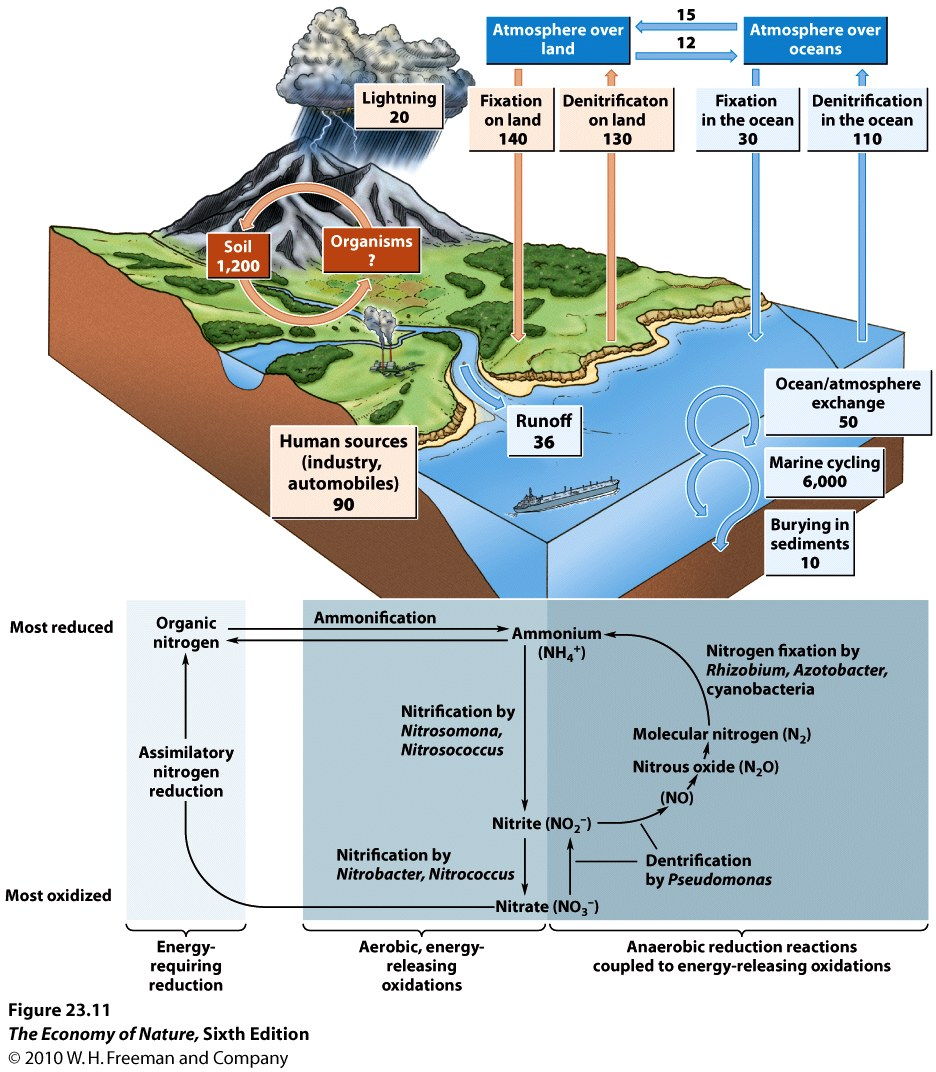 15
Atmosphere over
land
12
Atmosphere over
oceans
Lightning
20
Fixation
on land
140
Denitrificaton
on land
130
Fixation
in the ocean
30
Denitrification
in the ocean
110
Soil
1,200
Organisms
?
Ocean/atmosphere
exchange
50
Runoff
36
Human sources
(industry,
automobiles)
90
Marine cycling
6,000
Burying in
sediments
10
Most reduced
Organic
nitrogen
Ammonification
Ammonium
(NH₄⁺)
Nitrogen fixation by
Rhizobium, Azotobacter,
cyanobacteria
Nitrification by
Nitrosomona,
Nitrosococcus
Molecular nitrogen (N₂)
Assimilatory
nitrogen
reduction
Nitrous oxide (N₂O)
(NO)
Nitrite (NO₂⁻)
Nitrification by
Nitrobacter, Nitrococcus
Dentrification
by Pseudomonas
Most oxidized
Nitrate (NO₃⁻)
Energy-
requiring
reduction
Aerobic, energy-
releasing
oxidations
Anaerobic reduction reactions
coupled to energy-releasing oxidations
Figure 23.11
The Economy of Nature, Sixth Edition
© 2010 W. H. Freeman and Company